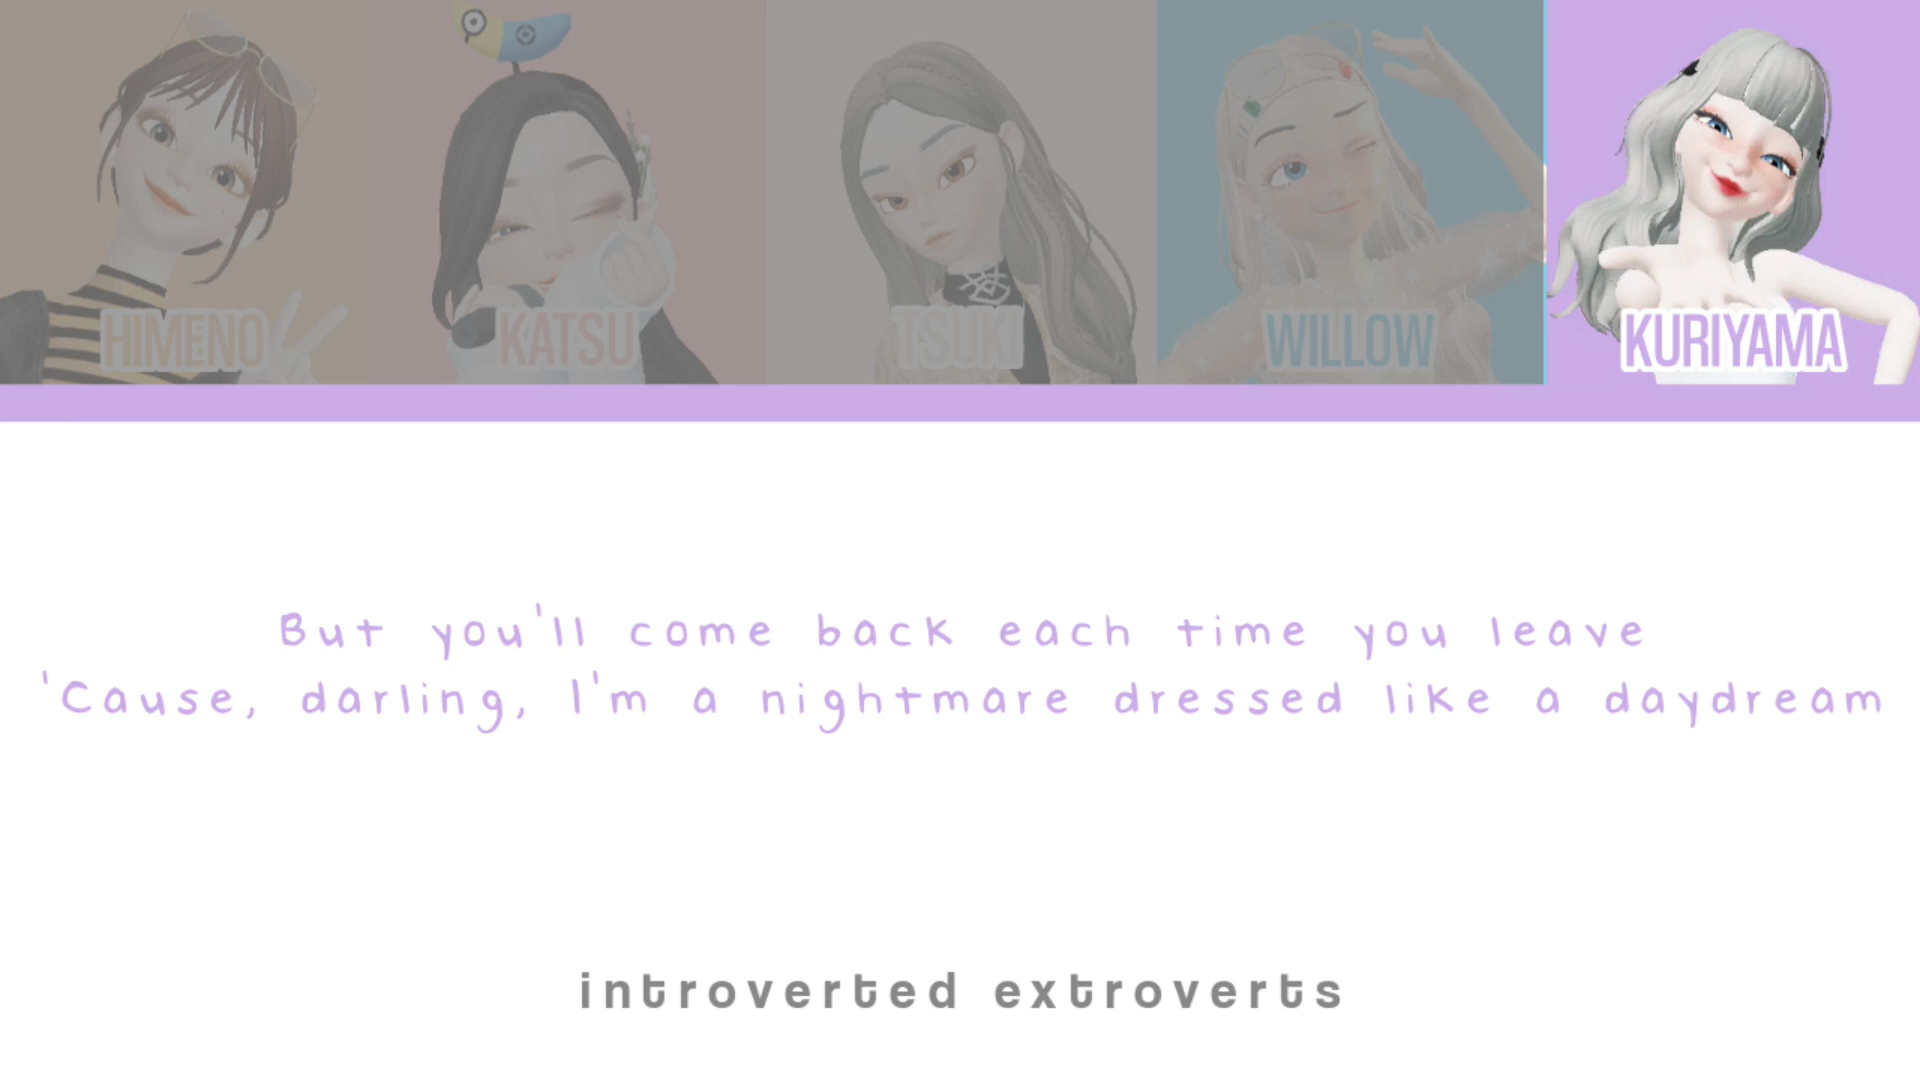 HIMENO
KATSU
TSUKI
WILLOW
KURIYAMA
But you'll come back each time you leave
'Cause, darling, I'm a nightmare dressed like a daydream
introverted extroverts